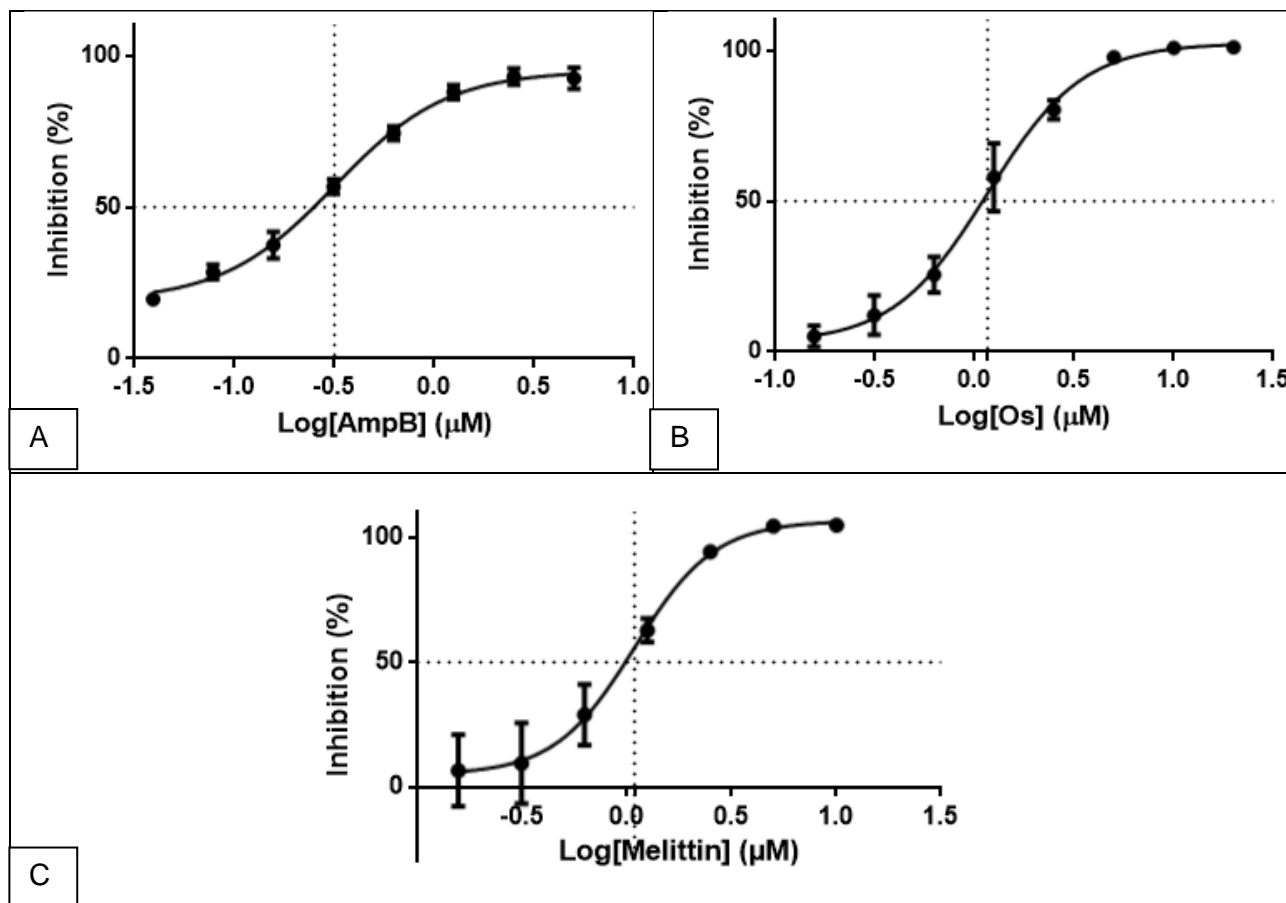 100
50
0
Inhibition (%)
-1.5 -1.0 -0.5 0.0 0.5 1.0
Log[AmpB] (μM)
A
100
50
0
Inhibition (%)
-1.0 -0.5 0.0 0.5 1.0 1.5
Log[Os] (μM)
B
100
50
0
Inhibition (%)
-0.5 0.0 0.5 1.0 1.5
Log[Melittin] (μM)
C